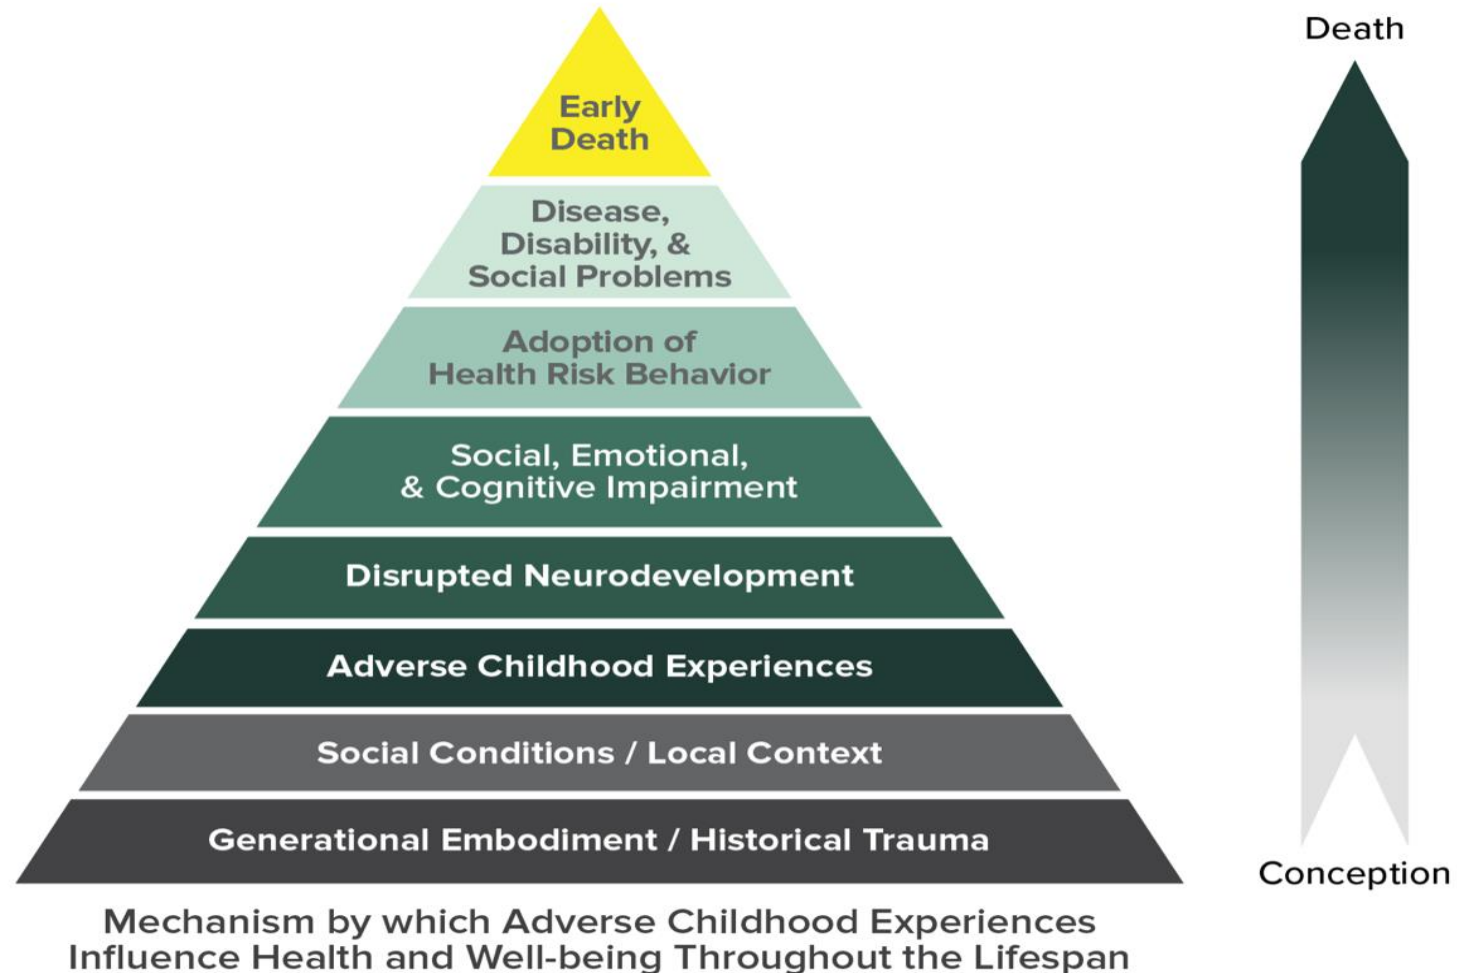 Death
Early
Death
Disease,
Disability, &
Social Problems
Adoption of
Health Risk Behavior
Social, Emotional,
& Cognitive Impairment
Disrupted Neurodevelopment
Adverse Childhood Experiences
Social Conditions / Local Context
Generational Embodiment / Historical Trauma
Conception
Mechanism by which Adverse Childhood Experiences
Influence Health and Well-being Throughout the Lifespan